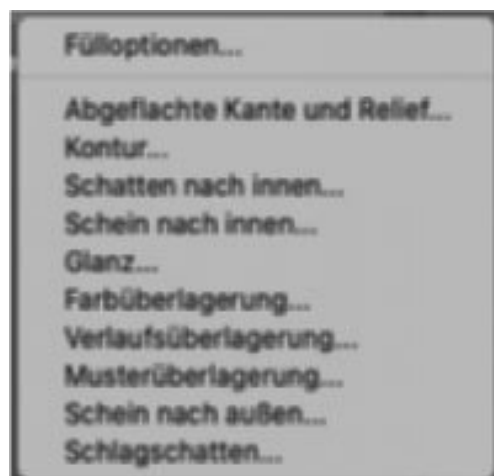 Fülloptionen...
Abgeflachte Kante und Relief...
Kontur...
Schatten nach innen...
Schein nach innen...
Glanz...
Farbüberlagerung...
Verlaufsüberlagerung...
Musterüberlagerung...
Schein nach außen...
Schlagschatten...